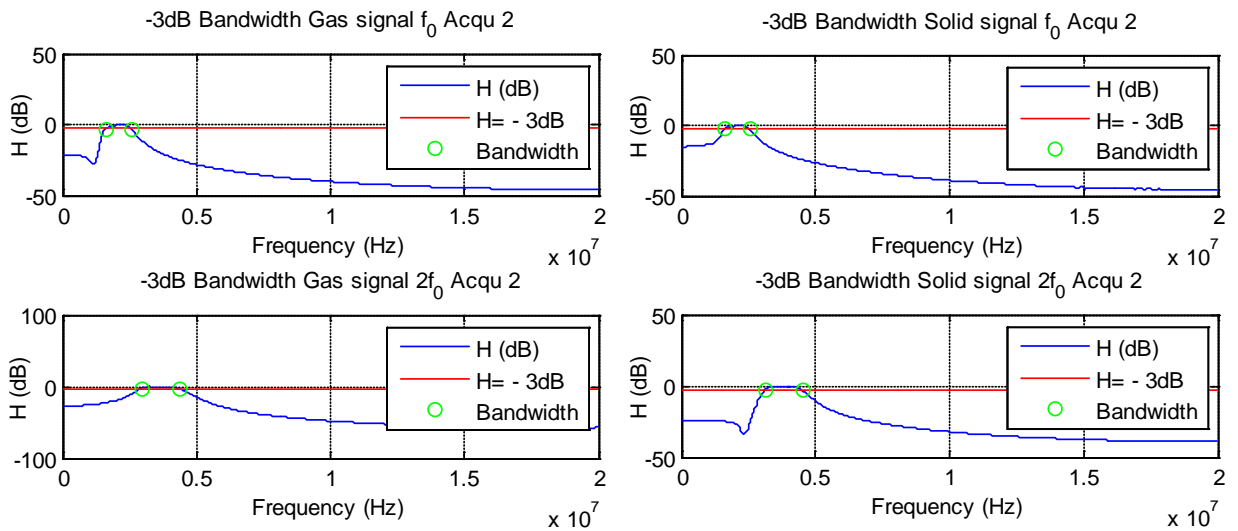 -3dB Bandwidth Gas signal f0 Acqu 2
50
0
-50
H (dB)
H (dB)
H= - 3dB
Bandwidth
0
0.5
1
1.5
2
Frequency (Hz)
x 10^7
-3dB Bandwidth Solid signal f0 Acqu 2
50
0
-50
H (dB)
H (dB)
H= - 3dB
Bandwidth
0
0.5
1
1.5
2
Frequency (Hz)
x 10^7
-3dB Bandwidth Gas signal 2f0 Acqu 2
100
0
-100
H (dB)
H (dB)
H= - 3dB
Bandwidth
0
0.5
1
1.5
2
Frequency (Hz)
x 10^7
-3dB Bandwidth Solid signal 2f0 Acqu 2
50
0
-50
H (dB)
H (dB)
H= - 3dB
Bandwidth
0
0.5
1
1.5
2
Frequency (Hz)
x 10^7